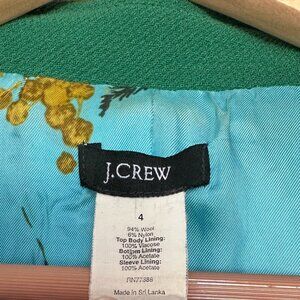 J.CREW
4
94% Wool
6% Nylon
Top Body Lining:
100% Viscose
Bottom Lining:
100% Acetate
Sleeve Lining:
100% Acetate
RN77388
Made in Sri Lanka